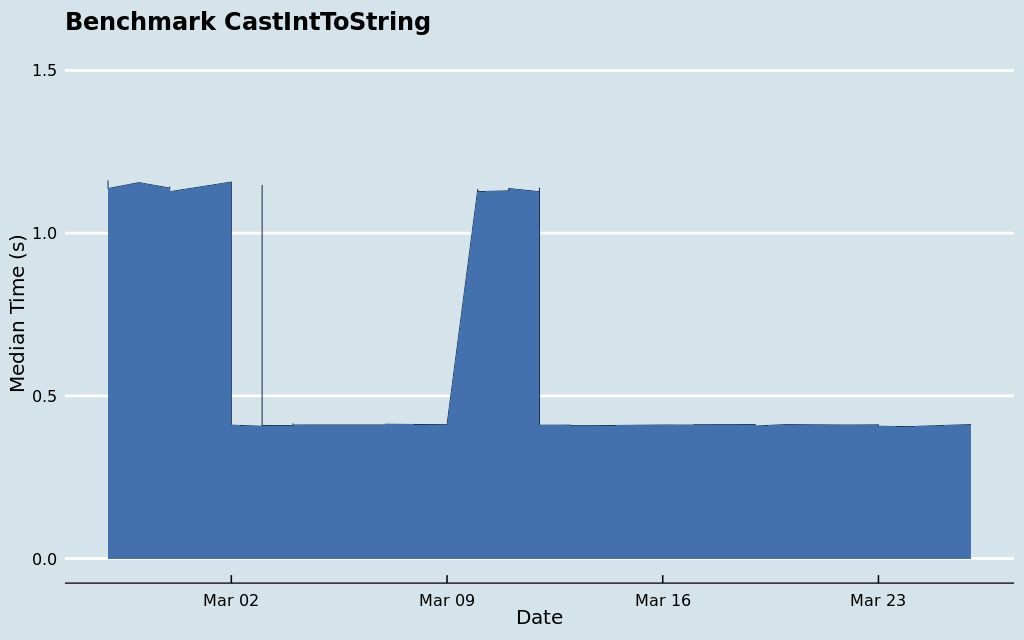 Benchmark CastIntToString
1.5
1.0
0.5
0.0
Median Time (s)
Mar 02
Mar 09
Mar 16
Mar 23
Date